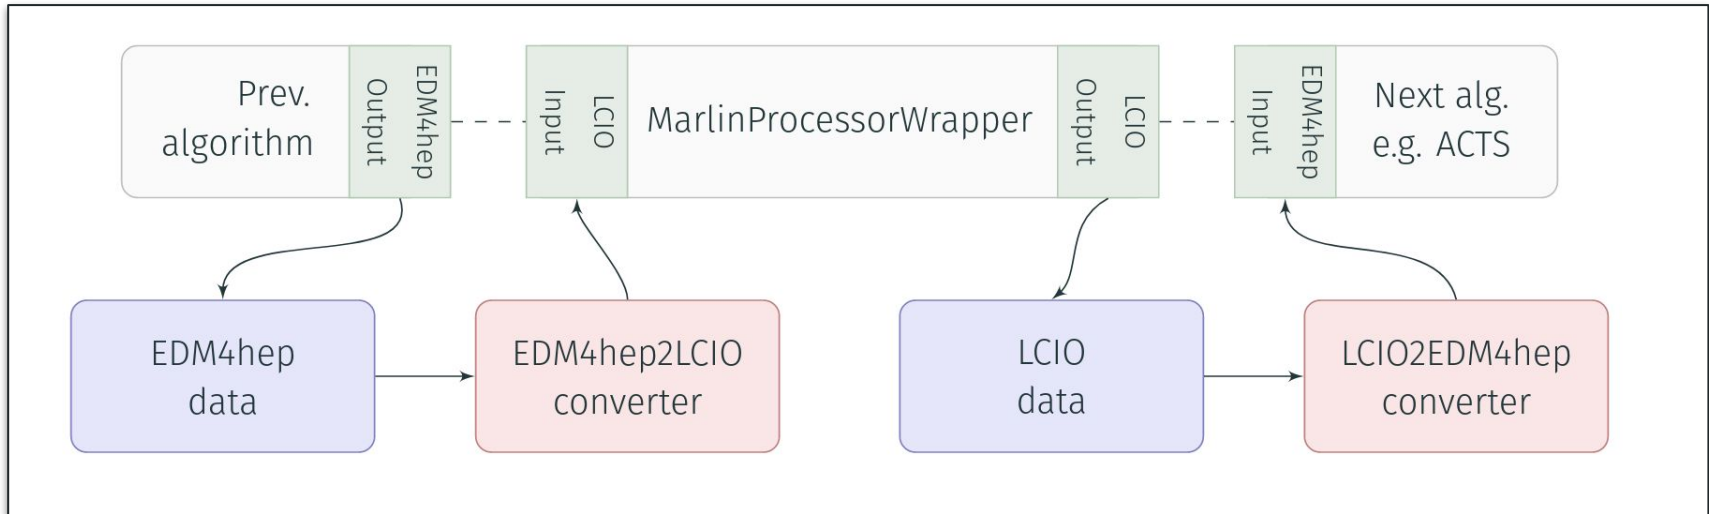 Prev.
algorithm
EDM4hep
Output
LCIO
Input
MarlinProcessorWrapper
LCIO
Output
EDM4hep
Input
Next alg.
e.g. ACTS
EDM4hep
data
EDM4hep2LCIO
converter
LCIO
data
LCIO2EDM4hep
converter